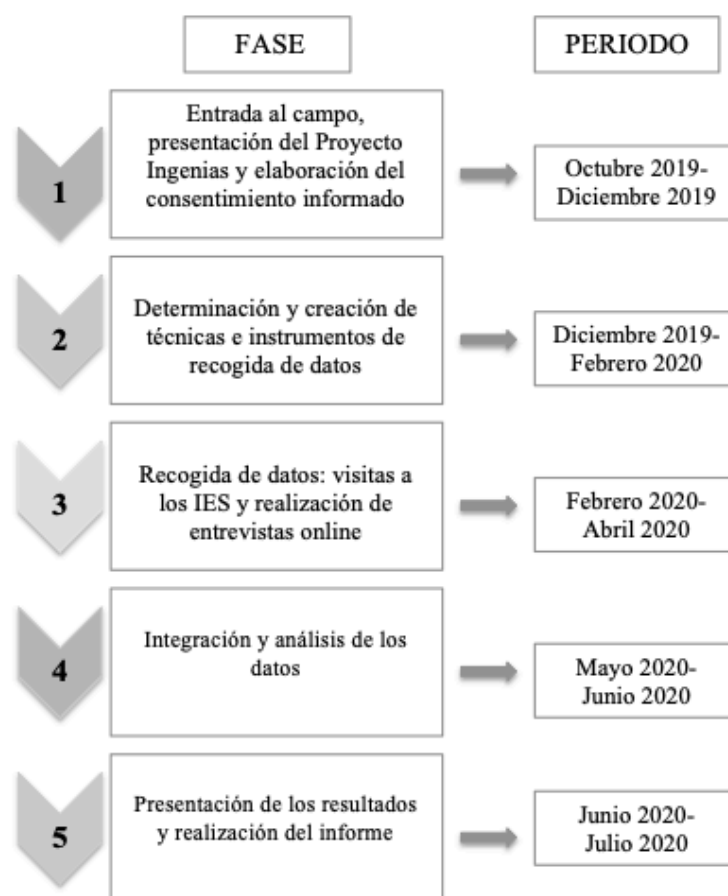 FASE
PERIODO
1
Entrada al campo,
presentación del Proyecto
Ingenias y elaboración del
consentimiento informado
Octubre 2019-
Diciembre 2019
2
Determinación y creación de
técnicas e instrumentos de
recogida de datos
Diciembre 2019-
Febrero 2020
3
Recogida de datos: visitas a
los IES y realización de
entrevistas online
Febrero 2020-
Abril 2020
4
Integración y análisis de los
datos
Mayo 2020-
Junio 2020
5
Presentación de los resultados
y realización del informe
Junio 2020-
Julio 2020